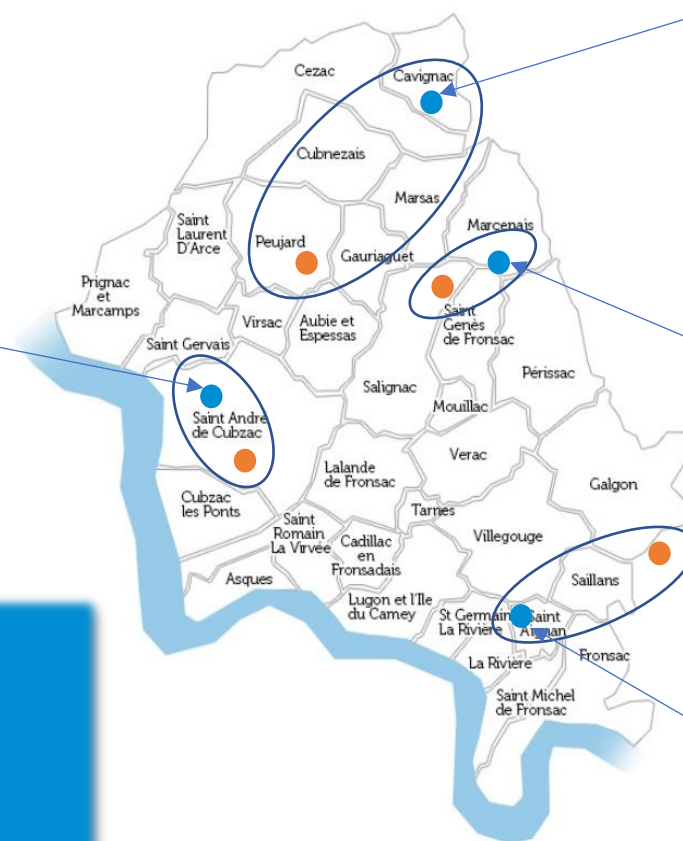 Cezac
Cavignac
Cubnezais
Marsas
Saint
Laurent
D'Arce
Peujard
Gauriaguet
Marcenais
Prignac
et
Marcamps
Saint Gervais
Virsac
Aubie et
Espessas
Saint
Genès
de Fronsac
Périssac
Salignac
Mouillac
Saint André
de Cubzac
Verac
Lalande
de Fronsac
Galgon
Cubzac
les Ponts
Tarnes
Villegouge
Saint
Romain
La Virvée
Cadillac
en
Fronsadais
Asques
Saillans
Lugon et l'Ile
du Carney
St Germain
La Rivière
Saint
Aignan
Fronsac
La Rivière
Saint Michel
de Fronsac